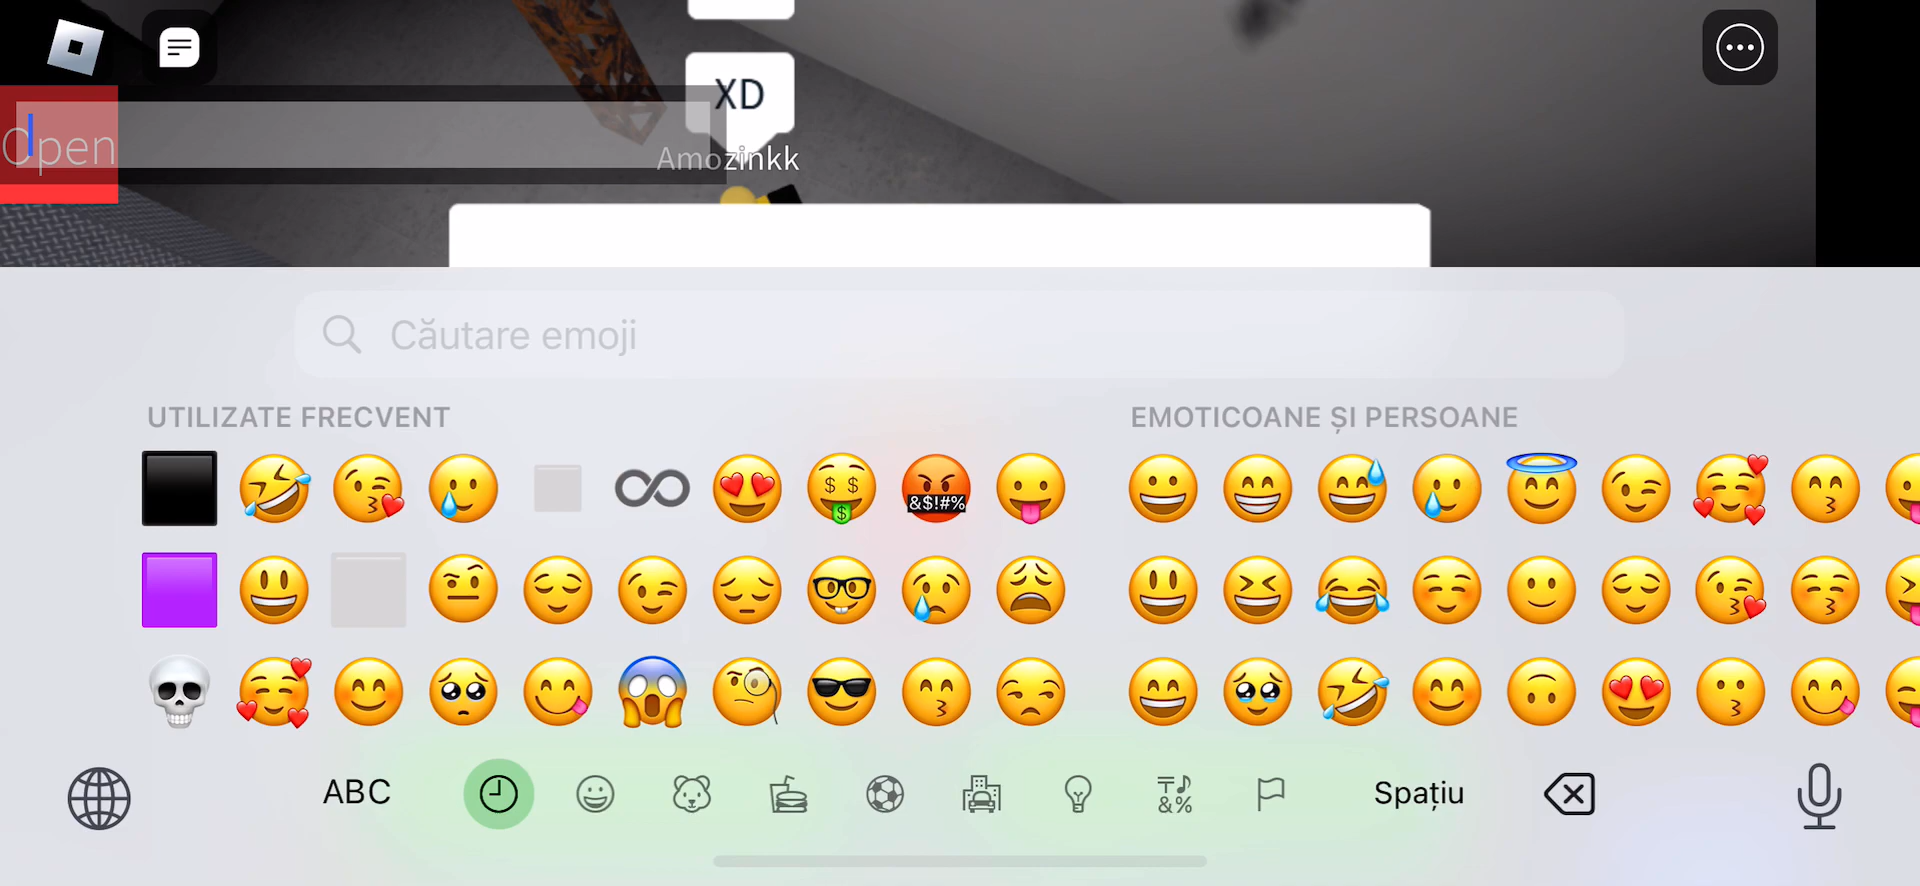 XD
Open
Amozinkk
Căutare emoji
UTILIZATE FRECVENT
EMOTICOANE ȘI PERSOANE
&$!#%
ABC
&%
Spațiu